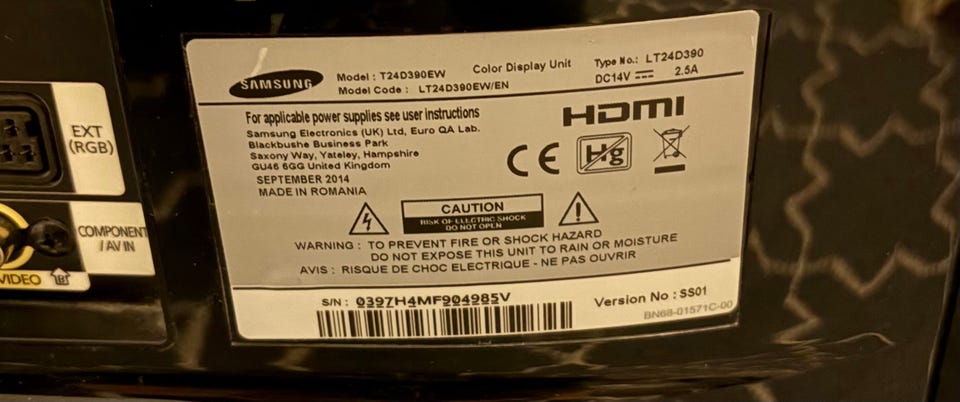 EXT
(RGB)
COMPONENT
/ AV IN
VIDEO
SAMSUNG
Model : T24D390EW
Model Code : LT24D390EW/EN
Color Display Unit
Type No.: LT24D390
DC14V 2.5A
For applicable power supplies see user instructions
Samsung Electronics (UK) Ltd, Euro QA Lab.
Blackbushe Business Park
Saxony Way, Yateley, Hampshire
GU46 6GG United Kingdom
SEPTEMBER 2014
MADE IN ROMANIA
HDMI
CE
Hg
CAUTION
RISK OF ELECTRIC SHOCK
DO NOT OPEN
WARNING : TO PREVENT FIRE OR SHOCK HAZARD
DO NOT EXPOSE THIS UNIT TO RAIN OR MOISTURE
AVIS : RISQUE DE CHOC ELECTRIQUE - NE PAS OUVRIR
S/N : 0397H4MF904985V
Version No : SS01
BN68-01571C-00